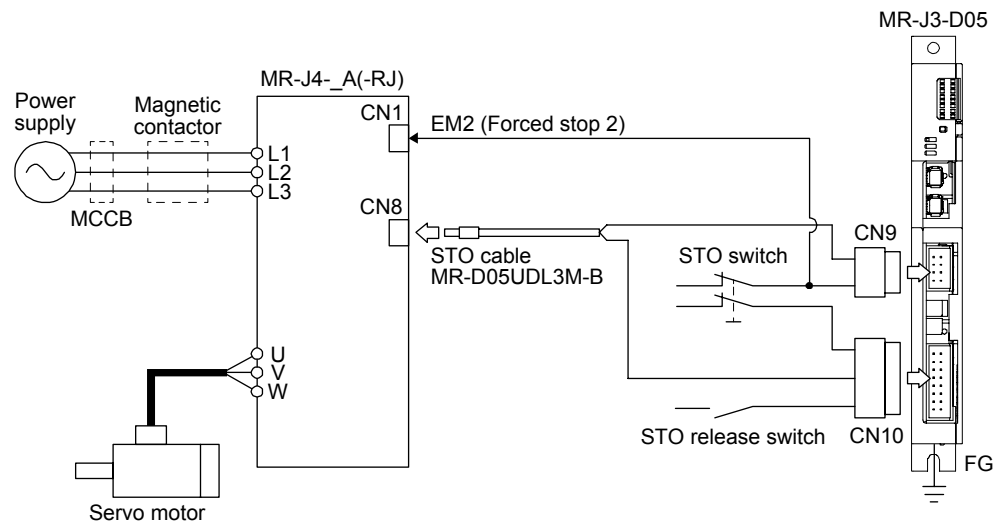 MR-J3-D05
MR-J4-_A(-RJ)
Power
supply
Magnetic
contactor
CN1
EM2 (Forced stop 2)
L1
L2
L3
MCCB
CN8
CN9
STO cable
MR-D05UDL3M-B
STO switch
U
V
W
STO release switch
CN10
FG
Servo motor